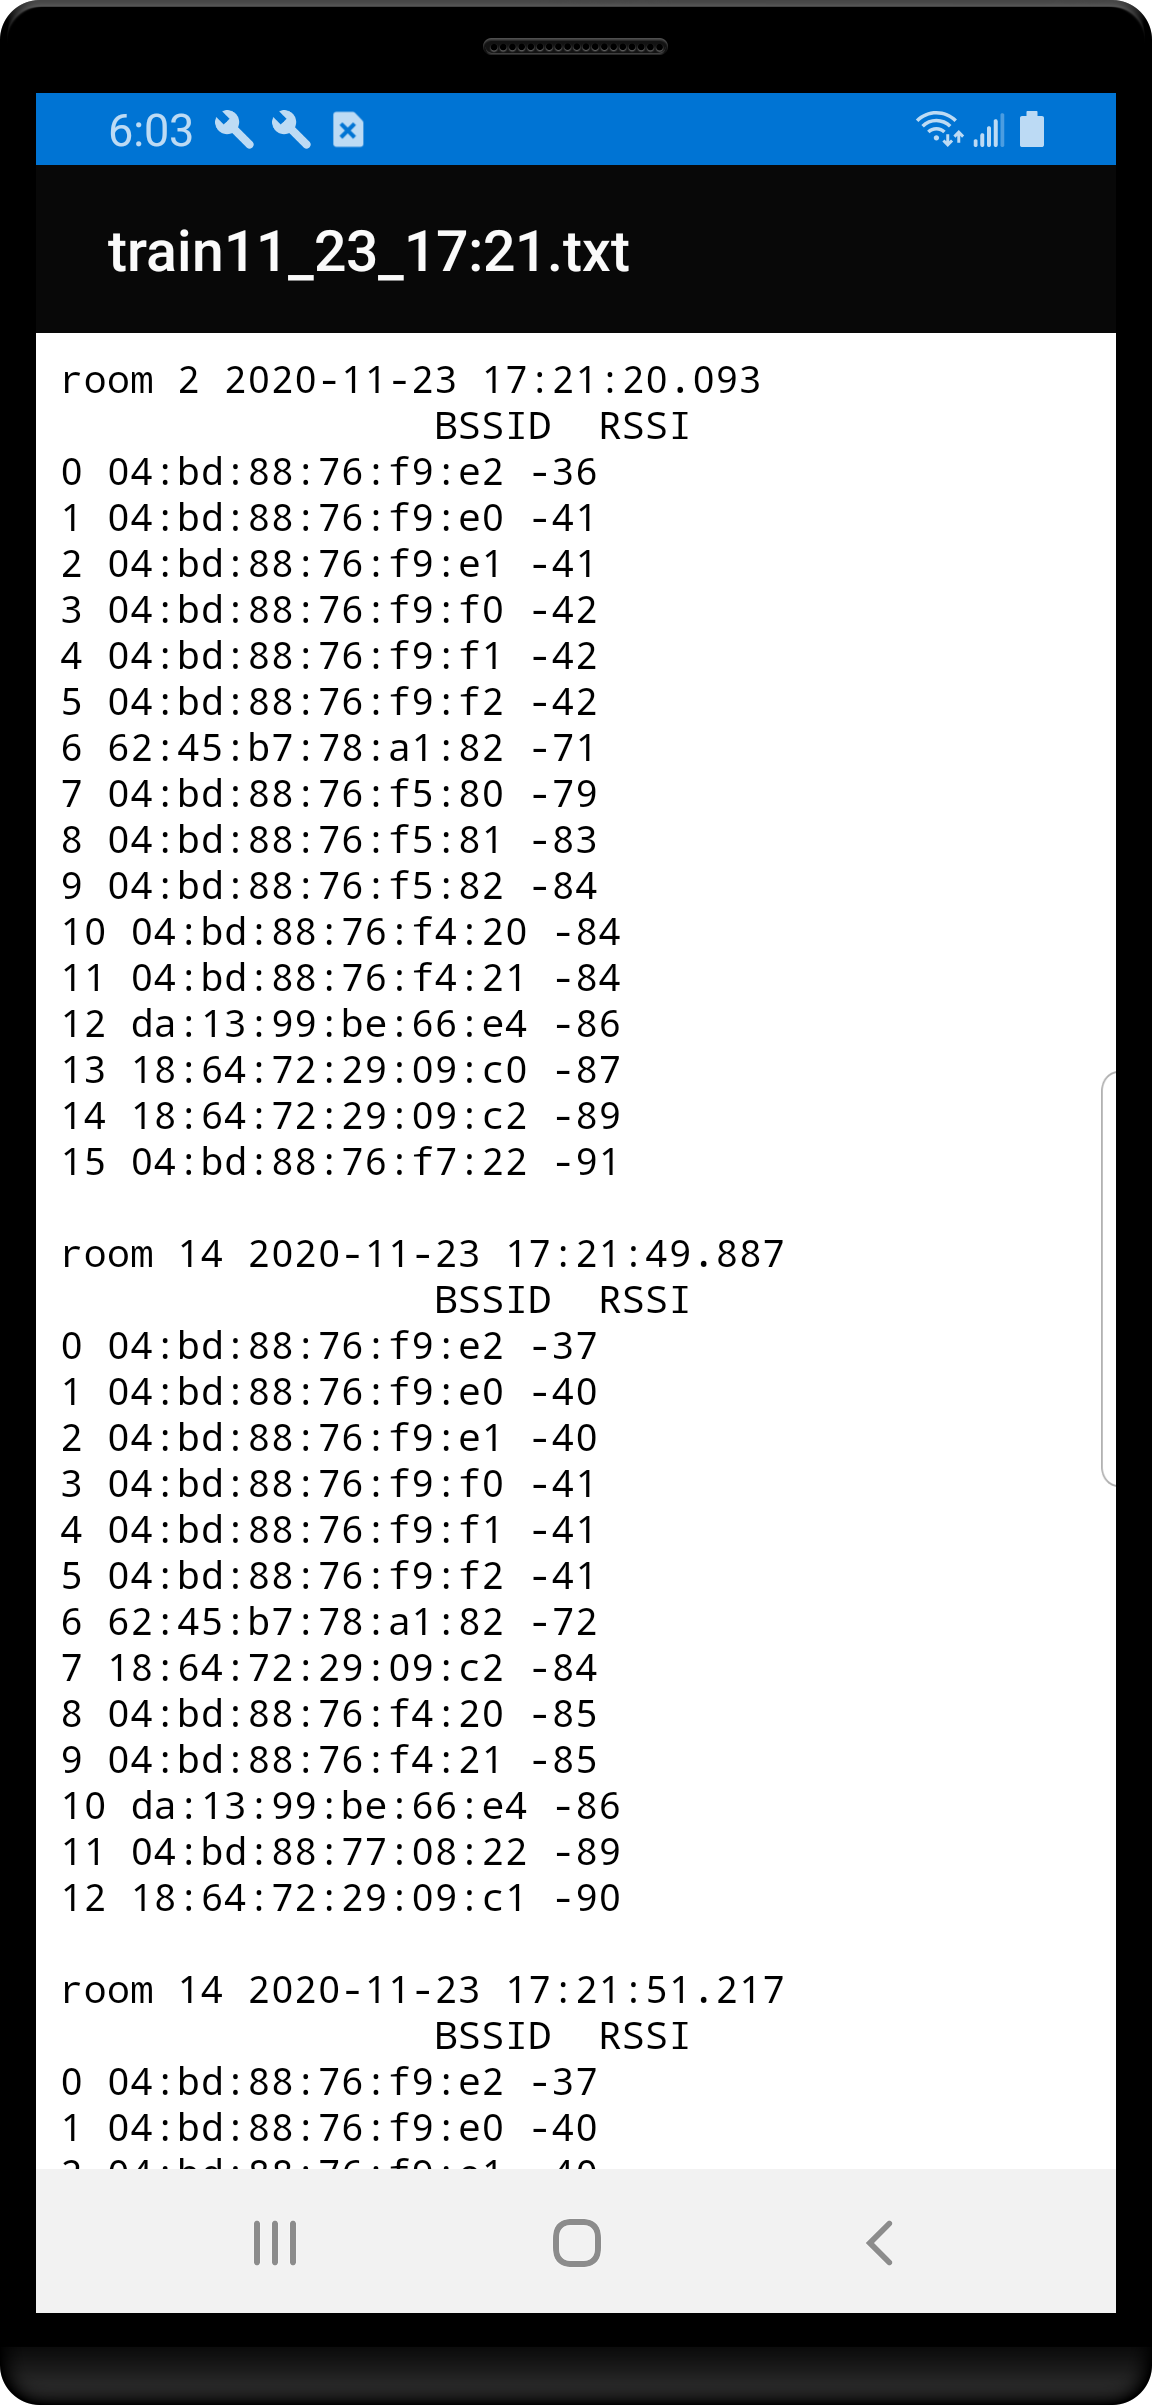 6:03
train11_23_17:21.txt
room 2 2020-11-23 17:21:20.093
BSSID  RSSI
0 04:bd:88:76:f9:e2 -36
1 04:bd:88:76:f9:e0 -41
2 04:bd:88:76:f9:e1 -41
3 04:bd:88:76:f9:f0 -42
4 04:bd:88:76:f9:f1 -42
5 04:bd:88:76:f9:f2 -42
6 62:45:b7:78:a1:82 -71
7 04:bd:88:76:f5:80 -79
8 04:bd:88:76:f5:81 -83
9 04:bd:88:76:f5:82 -84
10 04:bd:88:76:f4:20 -84
11 04:bd:88:76:f4:21 -84
12 da:13:99:be:66:e4 -86
13 18:64:72:29:09:c0 -87
14 18:64:72:29:09:c2 -89
15 04:bd:88:76:f7:22 -91
room 14 2020-11-23 17:21:49.887
BSSID  RSSI
0 04:bd:88:76:f9:e2 -37
1 04:bd:88:76:f9:e0 -40
2 04:bd:88:76:f9:e1 -40
3 04:bd:88:76:f9:f0 -41
4 04:bd:88:76:f9:f1 -41
5 04:bd:88:76:f9:f2 -41
6 62:45:b7:78:a1:82 -72
7 18:64:72:29:09:c2 -84
8 04:bd:88:76:f4:20 -85
9 04:bd:88:76:f4:21 -85
10 da:13:99:be:66:e4 -86
11 04:bd:88:77:08:22 -89
12 18:64:72:29:09:c1 -90
room 14 2020-11-23 17:21:51.217
BSSID  RSSI
0 04:bd:88:76:f9:e2 -37
1 04:bd:88:76:f9:e0 -40